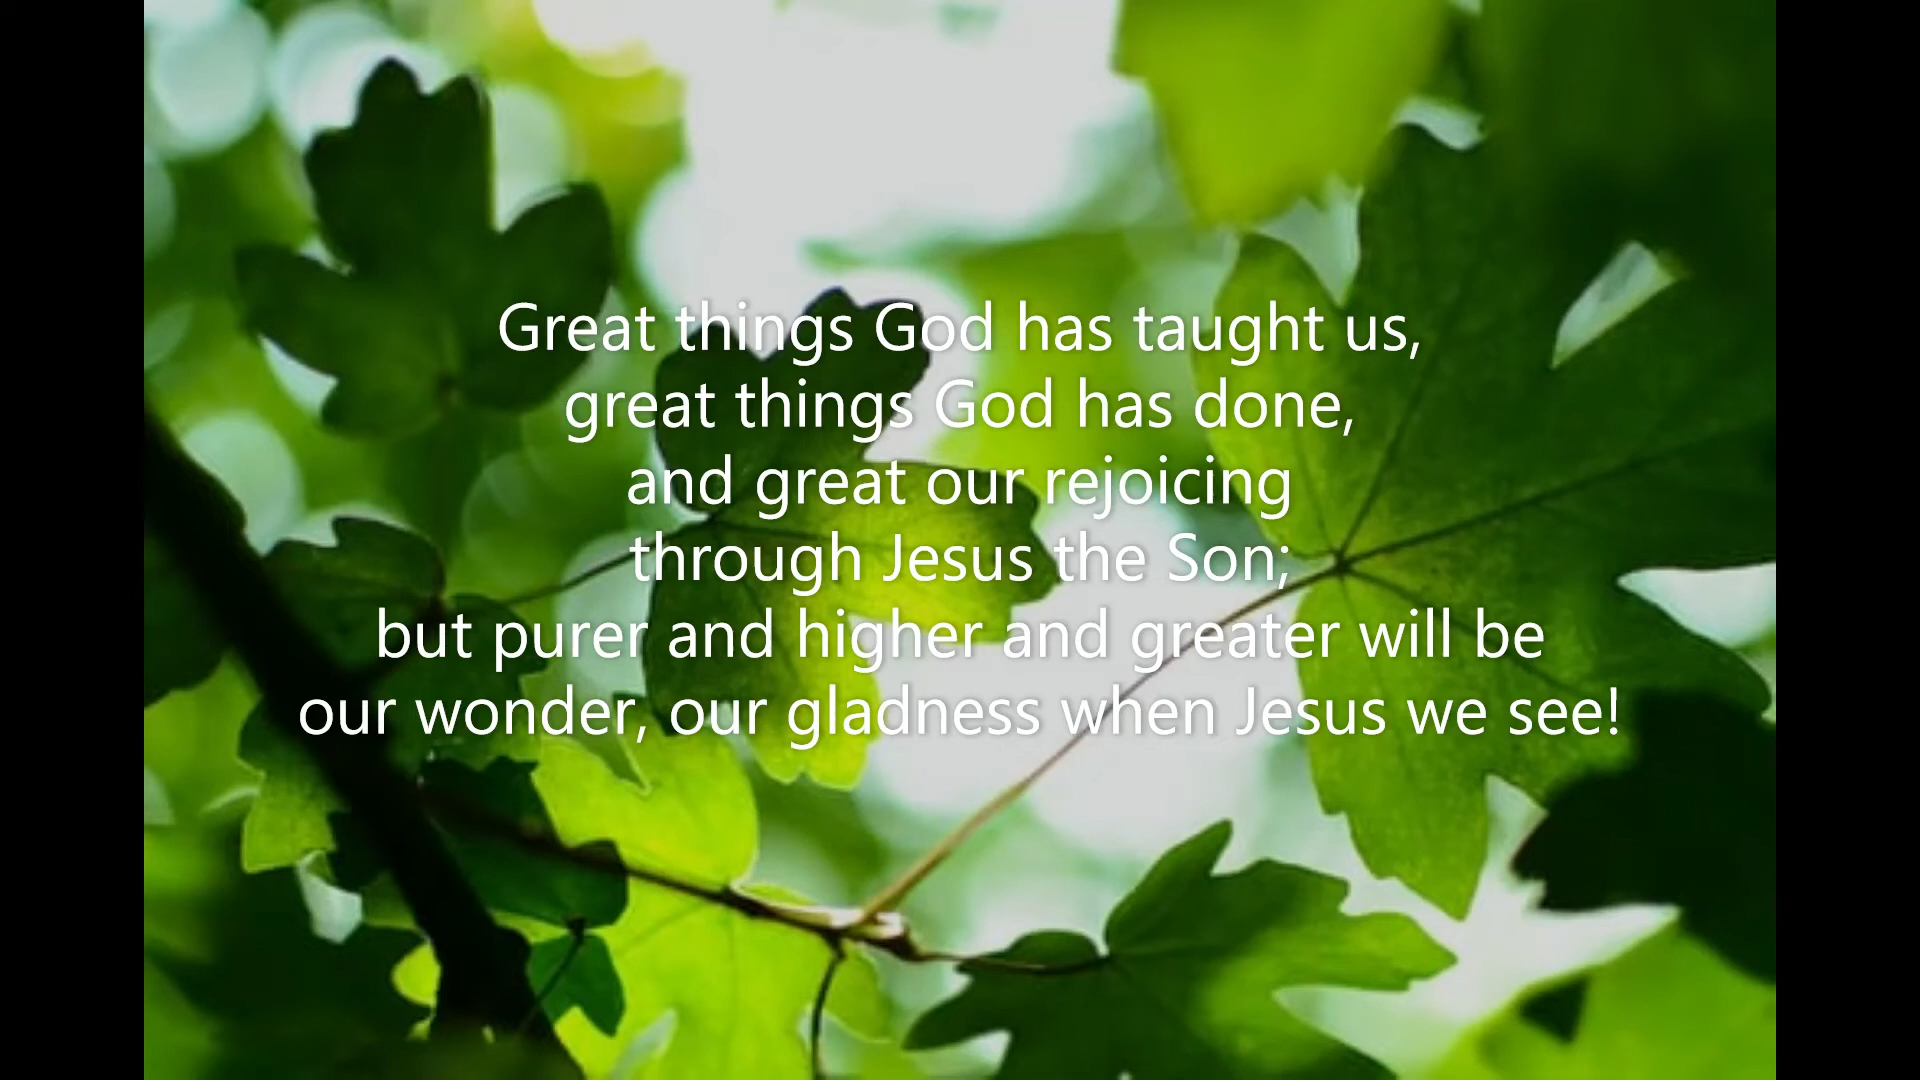 Great things God has taught us,
great things God has done,
and great our rejoicing
through Jesus the Son;
but purer and higher and greater will be
our wonder, our gladness when Jesus we see!